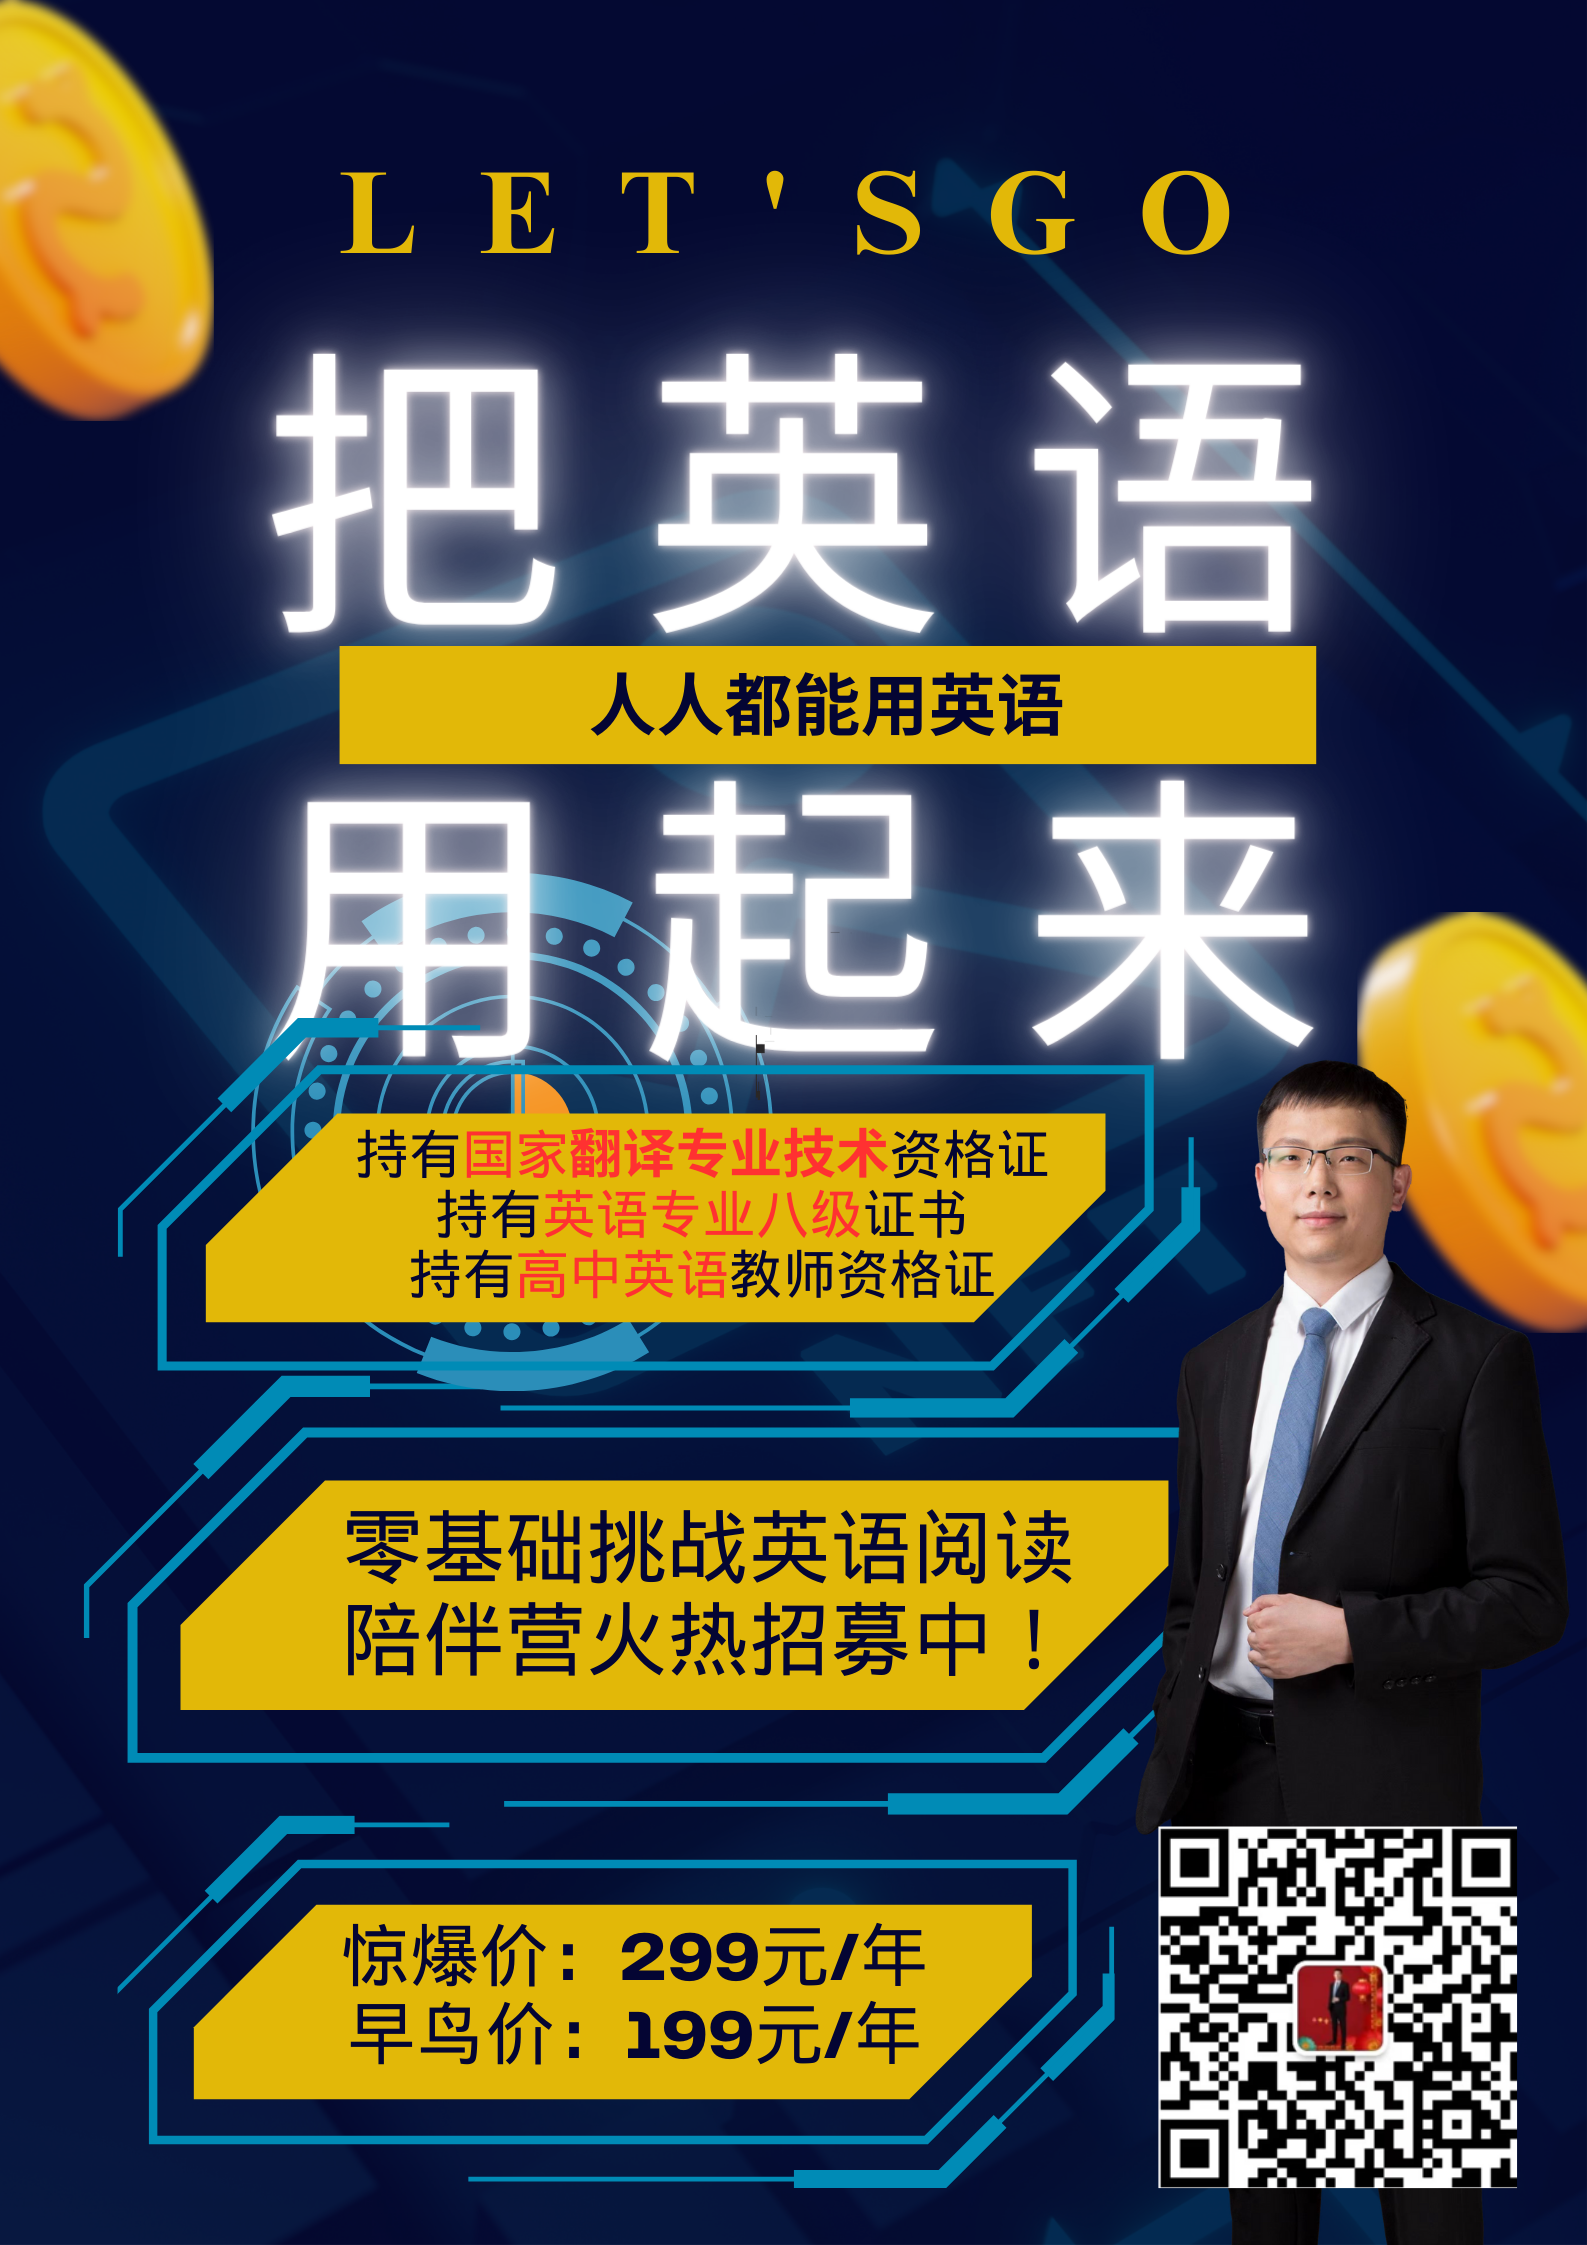 LET'SGO
把英语
人人都能用英语
用起来
持有国家翻译专业技术资格证
持有英语专业八级证书
持有高中英语教师资格证
零基础挑战英语阅读
陪伴营火热招募中！
惊爆价：299元/年
早鸟价：199元/年